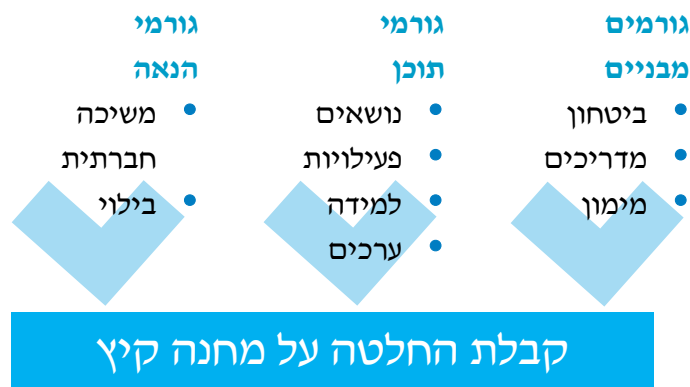 גורמים
מבניים
• ביטחון
• מדריכים
• מימון
גורמי
תוכן
• נושאים
• פעילויות
• למידה
• ערכים
גורמי
הנאה
• משיכה
חברתית
• בילוי
קבלת החלטה על מחנה קיץ